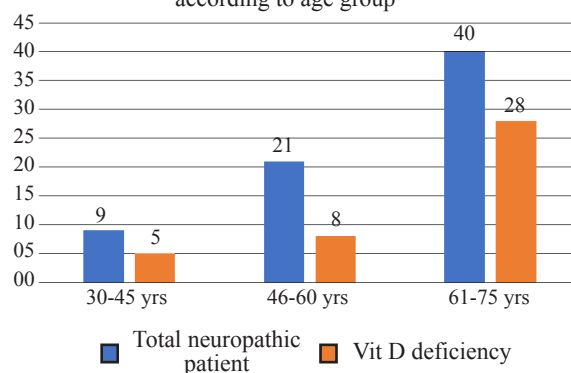 according to age group
45
40
35
30
25
20
15
10
05
00
9
5
21
8
40
28
30-45 yrs
46-60 yrs
61-75 yrs
Total neuropathic
patient
Vit D deficiency